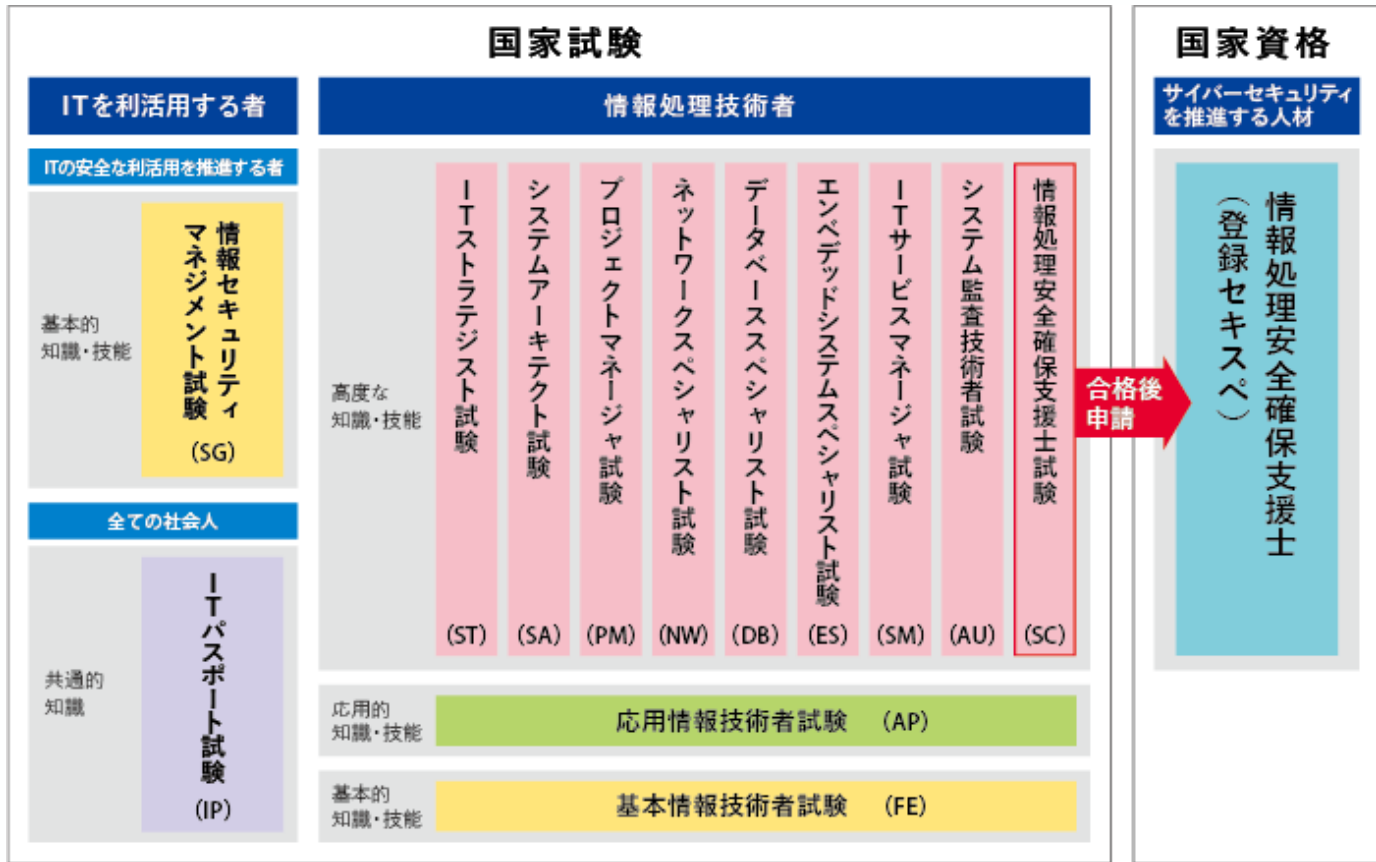 国家試験
国家資格
ITを利活用する者
情報処理技術者
サイバーセキュリティ
を推進する人材
ITの安全な利活用を推進する者
基本的
知識・技能
情報セキュリティ
マネジメント試験
(SG)
全ての社会人
共通的
知識
ITパスポート試験
(IP)
高度な
知識・技能
ITストラテジスト試験
(ST)
システムアーキテクト試験
(SA)
プロジェクトマネージャ試験
(PM)
ネットワークスペシャリスト試験
(NW)
データベーススペシャリスト試験
(DB)
エンベデッドシステムスペシャリスト試験
(ES)
ITサービスマネージャ試験
(SM)
システム監査技術者試験
(AU)
情報処理安全確保支援士試験
(SC)
合格後
申請
情報処理安全確保支援士
(登録セキスペ)
応用的
知識・技能
応用情報技術者試験 (AP)
基本的
知識・技能
基本情報技術者試験 (FE)